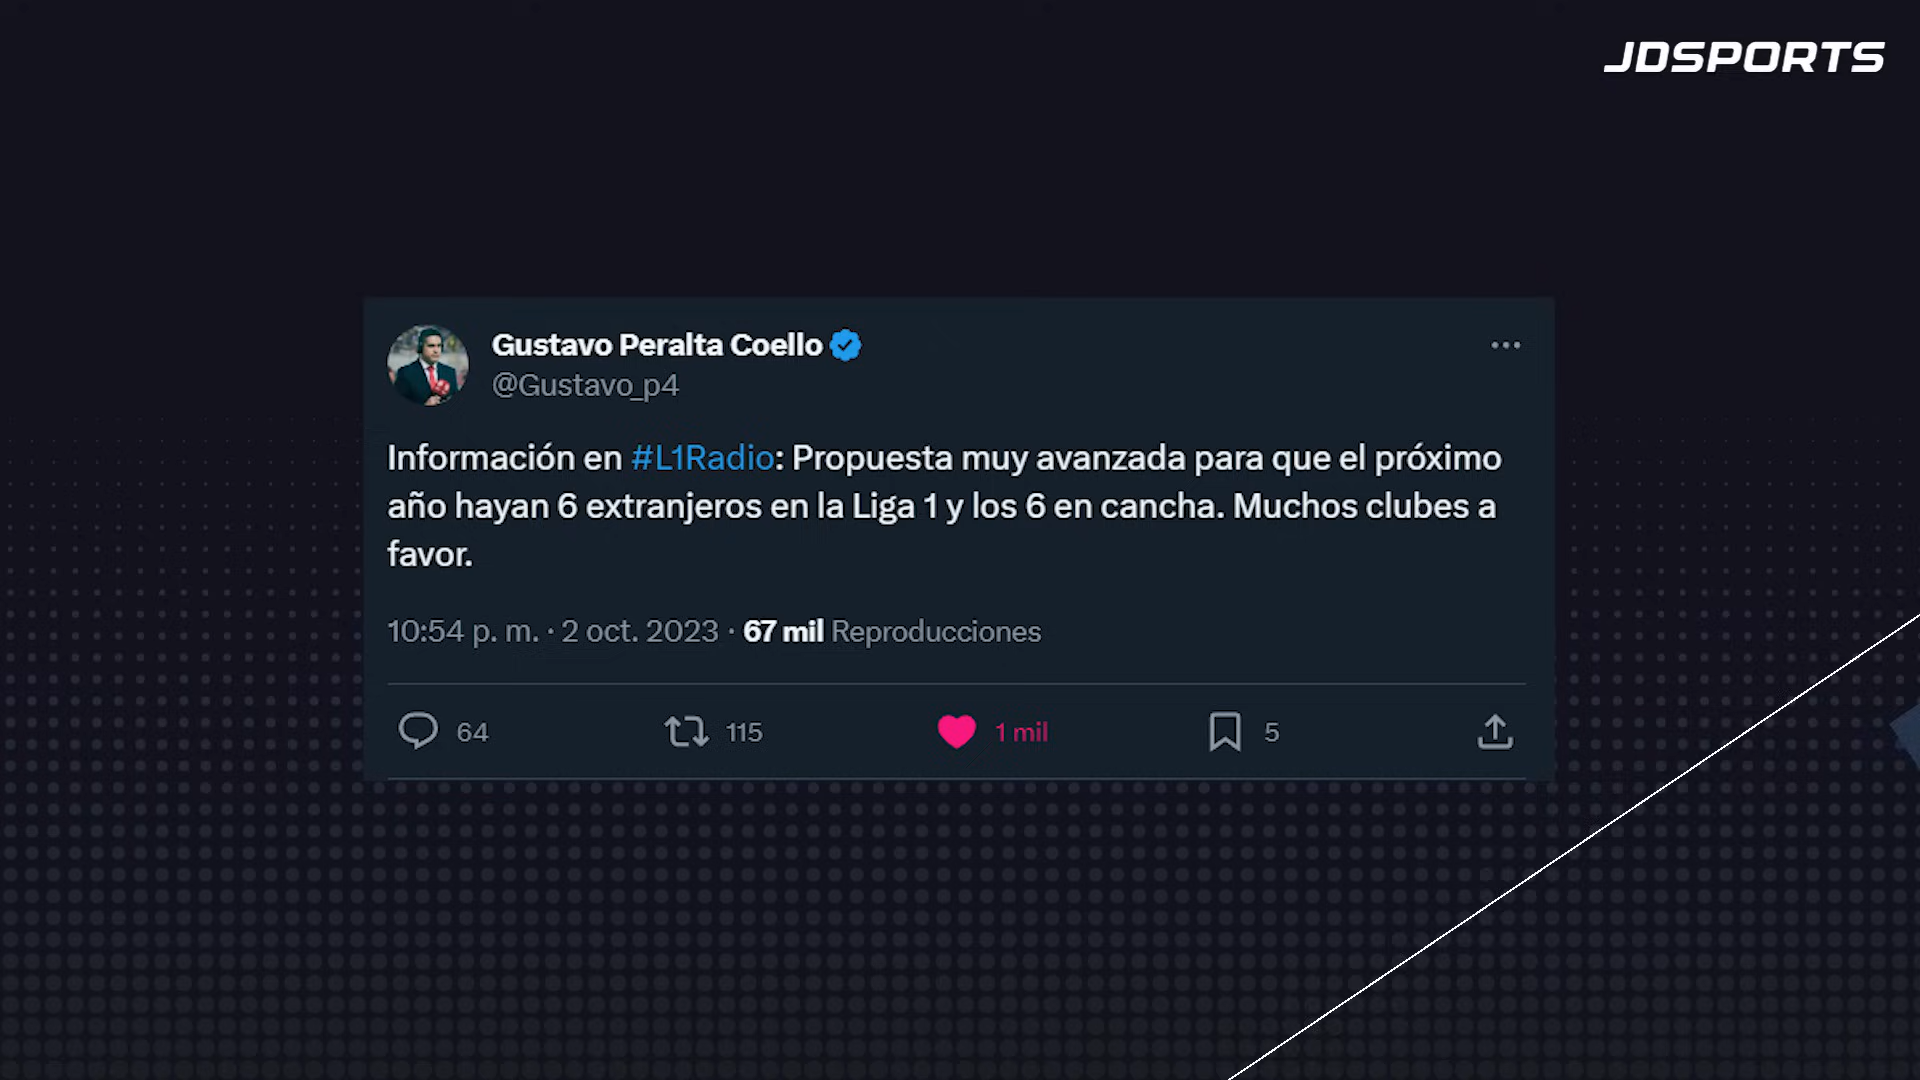 JDSPORTS
Gustavo Peralta Coello
@Gustavo_p4
Información en #L1Radio: Propuesta muy avanzada para que el próximo
año hayan 6 extranjeros en la Liga 1 y los 6 en cancha. Muchos clubes a
favor.
10:54 p. m. · 2 oct. 2023 · 67 mil Reproducciones
64 115 1 mil 5